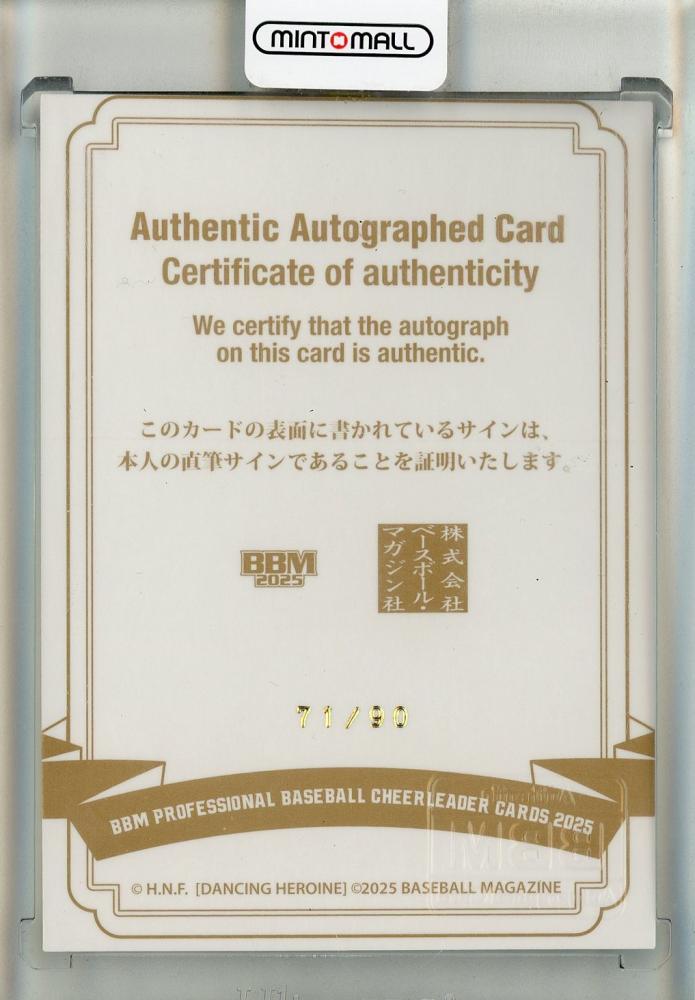 MINT MALL
Authentic Autographed Card
Certificate of authenticity
We certify that the autograph
on this card is authentic.
このカードの表面に書かれているサインは、
本人の直筆サインであることを証明いたします。
BBM
2025
株式会社
ベースボール・
マガジン社
71/90
BBM PROFESSIONAL BASEBALL CHEERLEADER CARDS 2025
BBM
© H.N.F. [DANCING HEROINE] ©2025 BASEBALL MAGAZINE